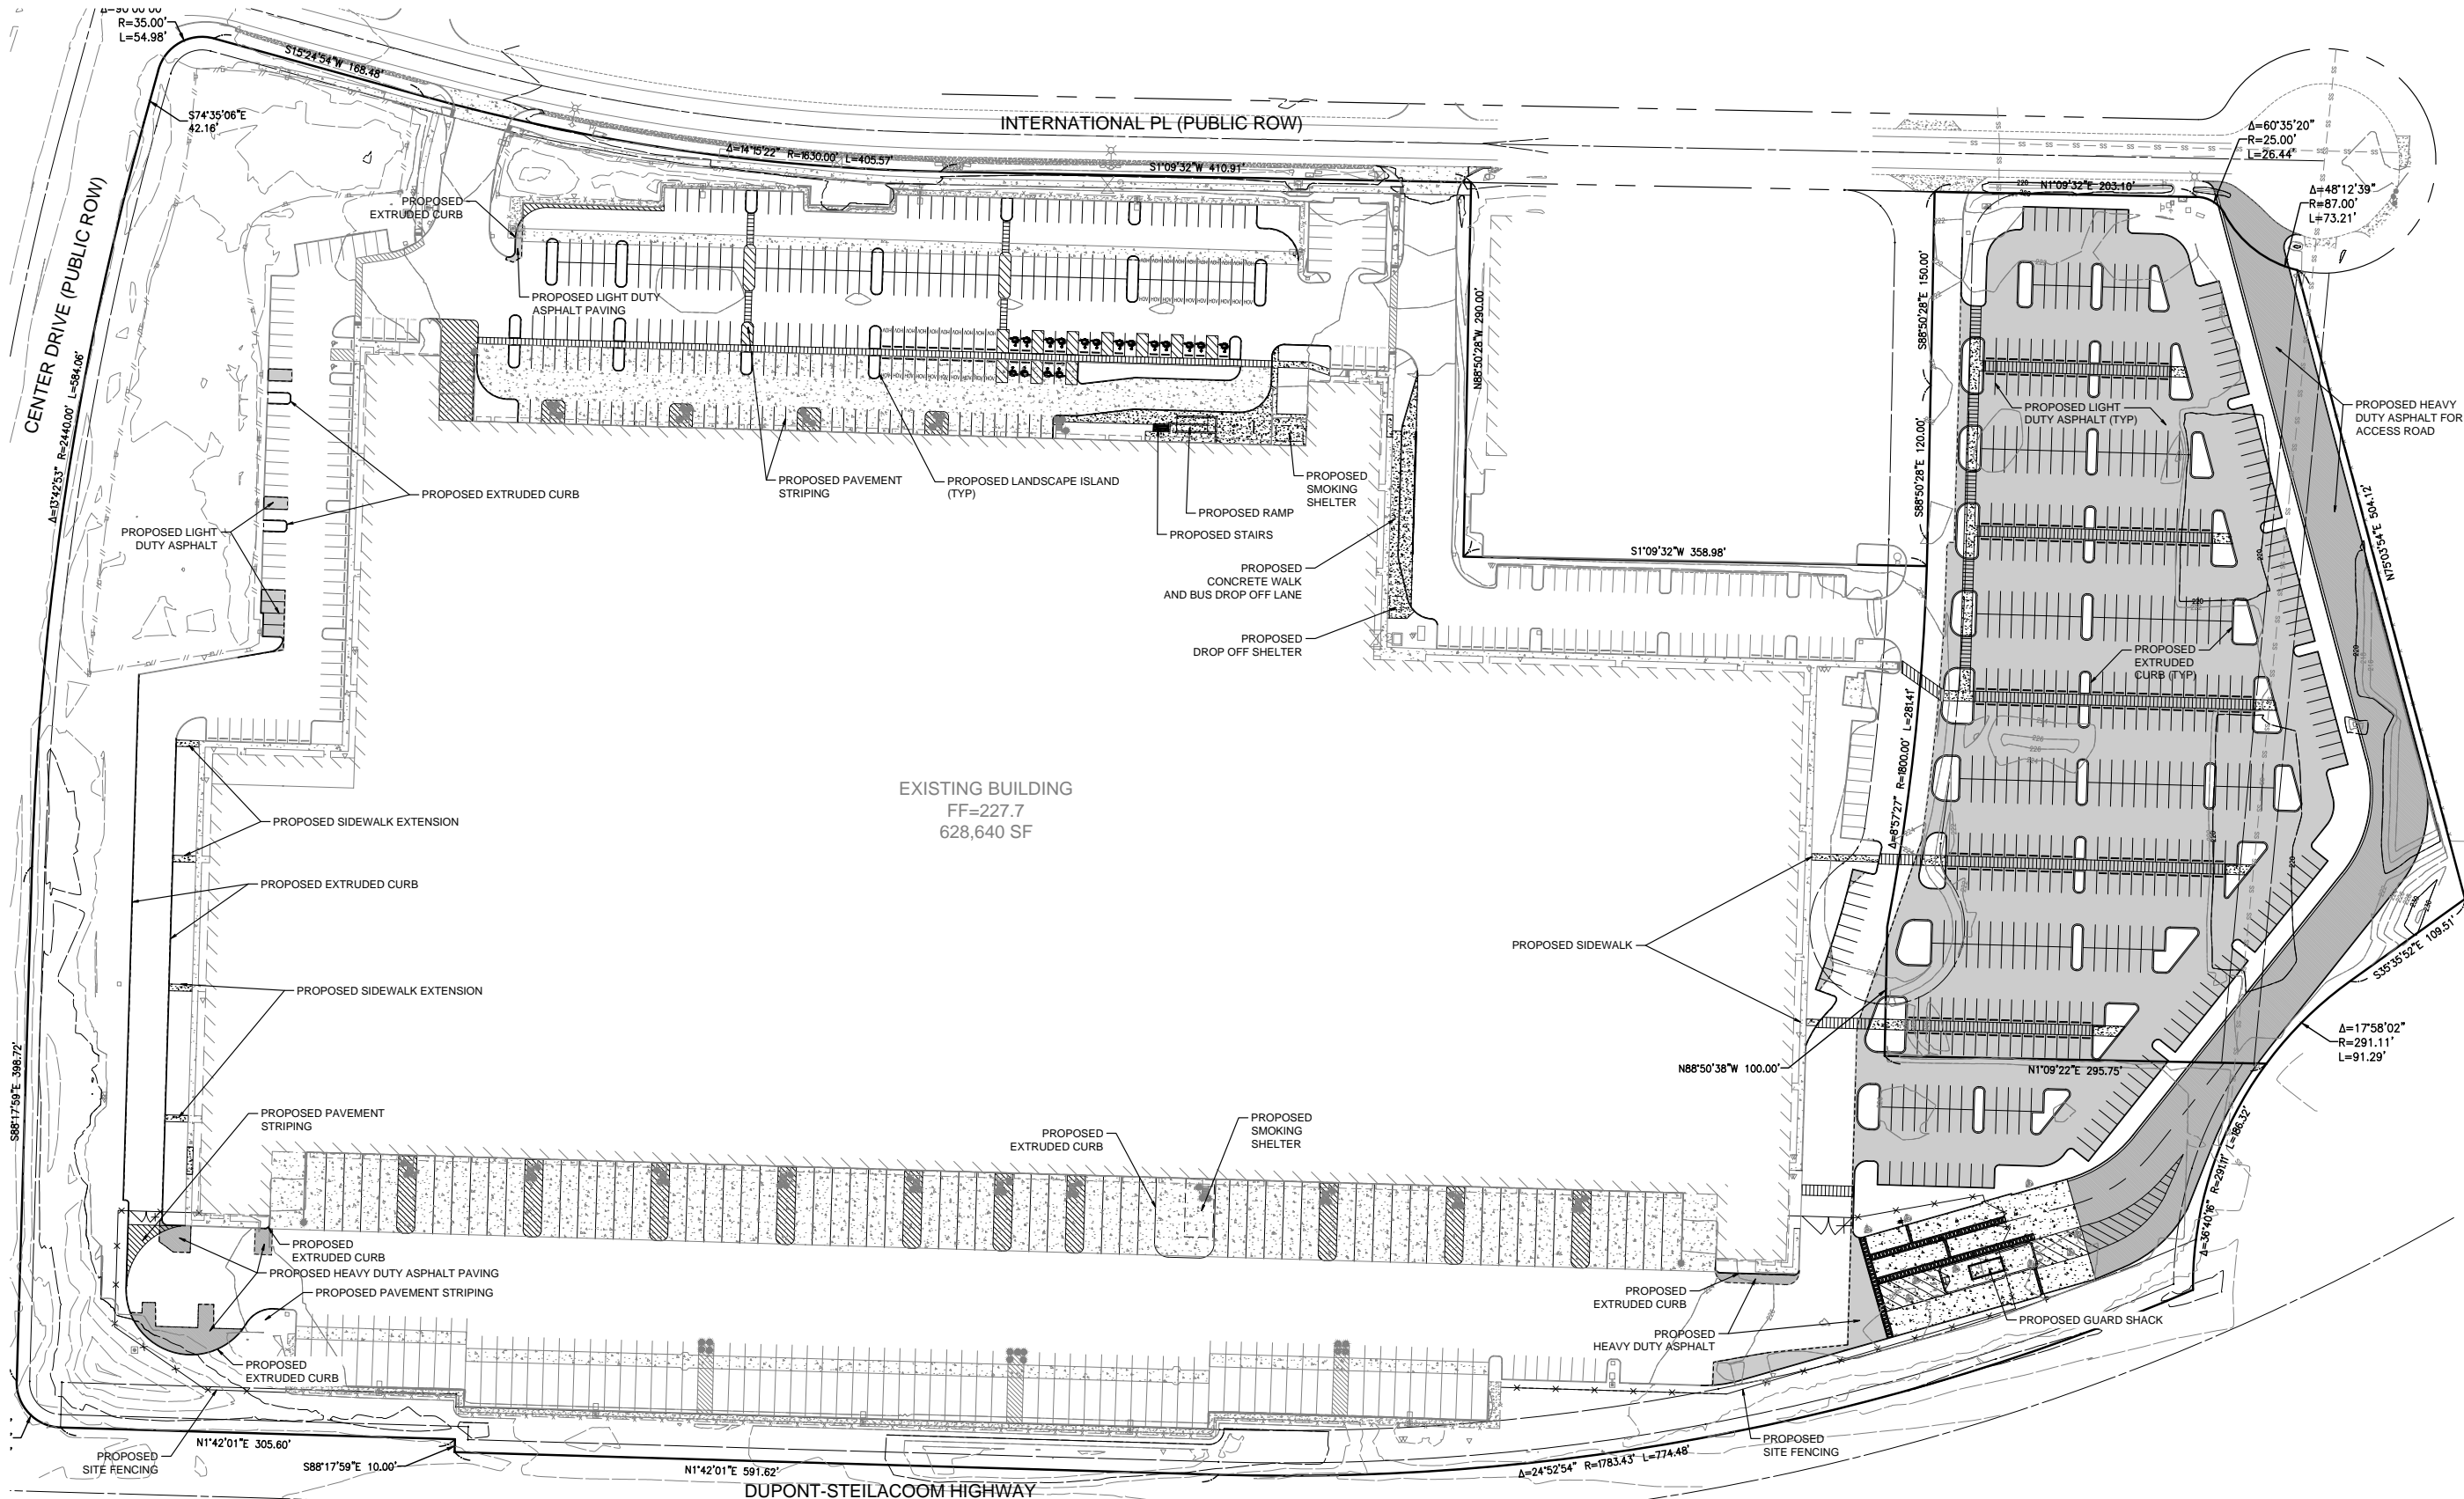 Δ=90°00'00"
R=35.00'
L=54.98'
S15°24'54"W 168.48'
S74°35'06"E
42.16'
INTERNATIONAL PL (PUBLIC ROW)
Δ=14°15'22" R=1630.00' L=405.57'
S1°09'32"W 410.91'
Δ=60°35'20"
R=25.00'
L=26.44'
N1°09'32"E 203.10'
Δ=48°12'39"
R=87.00'
L=73.21'
CENTER DRIVE (PUBLIC ROW)
Δ=13°42'53" R=2440.00' L=584.06'
PROPOSED
EXTRUDED CURB
PROPOSED LIGHT DUTY
ASPHALT PAVING
N88°50'28"W 290.00'
S88°50'28"E 150.00'
S88°50'28"E 120.00'
PROPOSED LIGHT
DUTY ASPHALT (TYP)
PROPOSED HEAVY
DUTY ASPHALT FOR
ACCESS ROAD
N75°03'54"E 504.12'
PROPOSED EXTRUDED CURB
PROPOSED LIGHT
DUTY ASPHALT
PROPOSED PAVEMENT
STRIPING
PROPOSED LANDSCAPE ISLAND
(TYP)
PROPOSED
SMOKING
SHELTER
PROPOSED RAMP
PROPOSED STAIRS
PROPOSED
CONCRETE WALK
AND BUS DROP OFF LANE
PROPOSED
DROP OFF SHELTER
S1°09'32"W 358.98'
PROPOSED
EXTRUDED
CURB (TYP)
Δ=8°57'27" R=1800.00' L=281.41'
EXISTING BUILDING
FF=227.7
628,640 SF
PROPOSED SIDEWALK EXTENSION
PROPOSED EXTRUDED CURB
PROPOSED SIDEWALK EXTENSION
PROPOSED SIDEWALK
S35°35'52"E 109.51'
Δ=17°58'02"
R=291.11'
L=91.29'
N88°50'38"W 100.00'
N1°09'22"E 295.75'
S88°17'59"E 398.72'
PROPOSED PAVEMENT
STRIPING
PROPOSED
EXTRUDED CURB
PROPOSED
SMOKING
SHELTER
Δ=36°40'16" R=291.11' L=186.32'
PROPOSED
EXTRUDED CURB
PROPOSED HEAVY DUTY ASPHALT PAVING
PROPOSED PAVEMENT STRIPING
PROPOSED
EXTRUDED CURB
PROPOSED
EXTRUDED CURB
PROPOSED
HEAVY DUTY ASPHALT
PROPOSED GUARD SHACK
PROPOSED
SITE FENCING
N1°42'01"E 305.60'
S88°17'59"E 10.00'
N1°42'01"E 591.62'
DUPONT-STEILACOOM HIGHWAY
Δ=24°52'54" R=1783.43' L=774.48'
PROPOSED
SITE FENCING